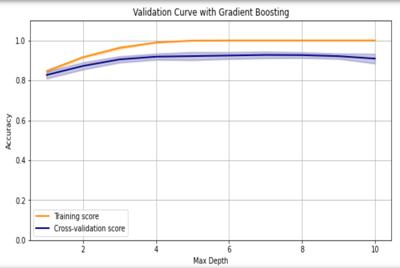 Validation Curve with Gradient Boosting
1.0
0.8
0.6
0.4
0.2
0.0
Accuracy
Training score
Cross-validation score
2
4
6
8
10
Max Depth